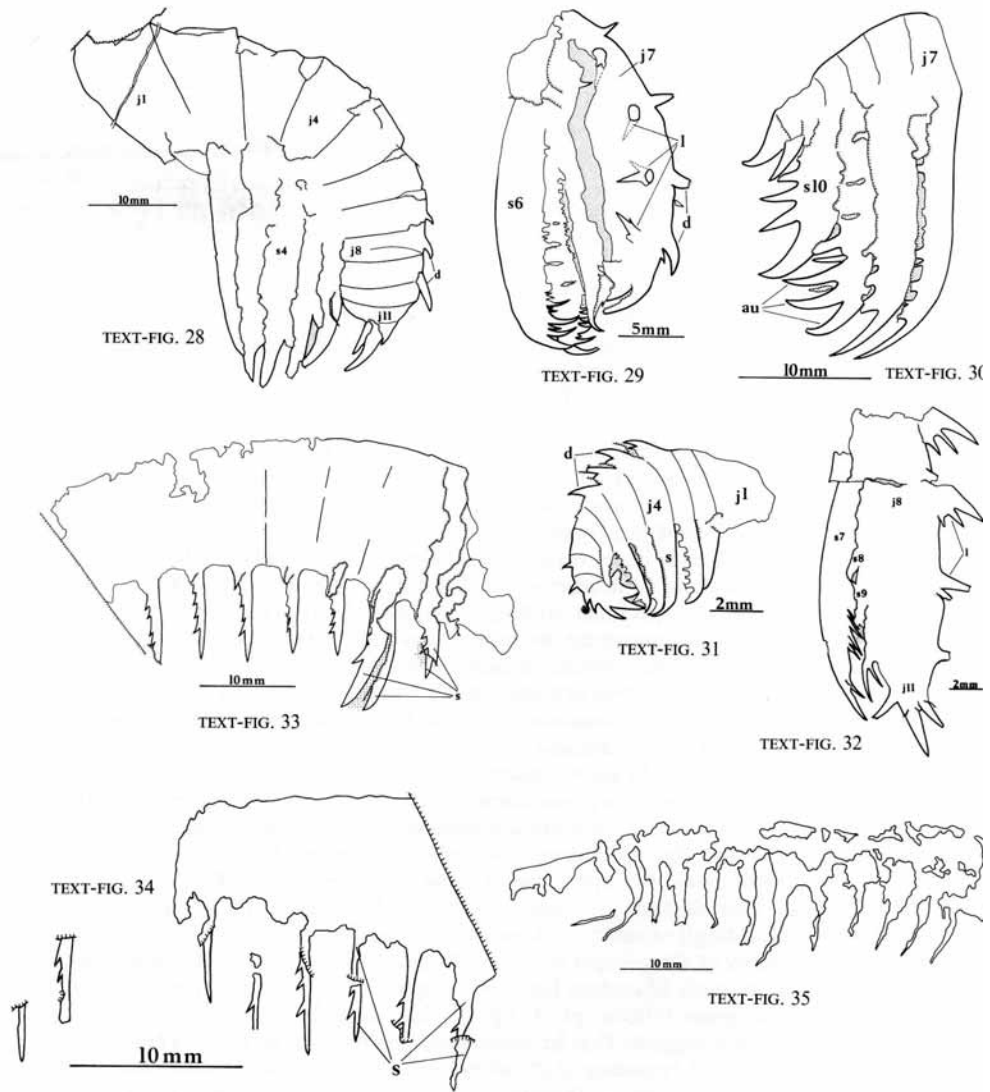 j1
j4
10mm
s4
j8
d
j11
TEXT-FIG. 28
j7
l
s6
d
5mm
TEXT-FIG. 29
j7
s10
au
10mm
TEXT-FIG. 30
10mm
s
TEXT-FIG. 33
d
j4
j1
s
2mm
TEXT-FIG. 31
j8
s7
l
s8
s9
j11
2mm
TEXT-FIG. 32
TEXT-FIG. 34
10mm
s
10mm
TEXT-FIG. 35